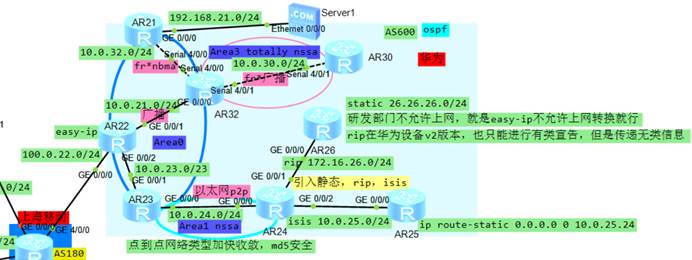 192.168.21.0/24
.COM
Server1
AR21
GE 0/0/0
Ethernet 0/0/0
AS600
ospf
Serial 4/0/0
Area3 totally nssa
AR30
华为
10.0.32.0/24
fr*nbma
Serial 4/0/0
10.0.30.0/24
Serial 4/0/0
Serial 4/0/1
AR32
static 26.26.26.0/24
10.0.21.0/24
GE 0/0/0
研发部门不允许上网，就是easy-ip不允许上网转换就行
easy-ip
广播
GE 0/0/1
rip在华为设备v2版本，也只能进行有类宣告，但是传递无类信息
AR22
Area0
AR26
100.0.22.0/24
GE 0/0/2
GE 0/0/0
rip 172.16.26.0/24
GE 0/0/0
10.0.23.0/23
GE 0/0/1
引入静态，rip，isis
GE 0/0/1
以太网p2p
AR23
GE 0/0/0
GE 0/0/0
GE 0/0/2
GE 0/0/0
10.0.24.0/24
isis 10.0.25.0/24
ip route-static 0.0.0.0 0 10.0.25.24
Area1 nssa
AR24
AR25
GE 4/0/0
点到点网络类型加快收敛，md5安全
AS180